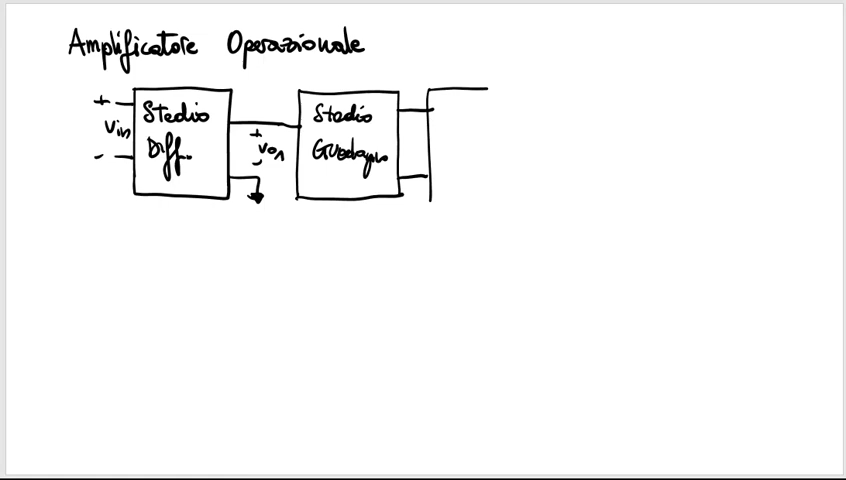 Amplificatore Operazionale
+
Stadio
Stadio
vin
+
vo1
Diff.
Guadagno
-
-